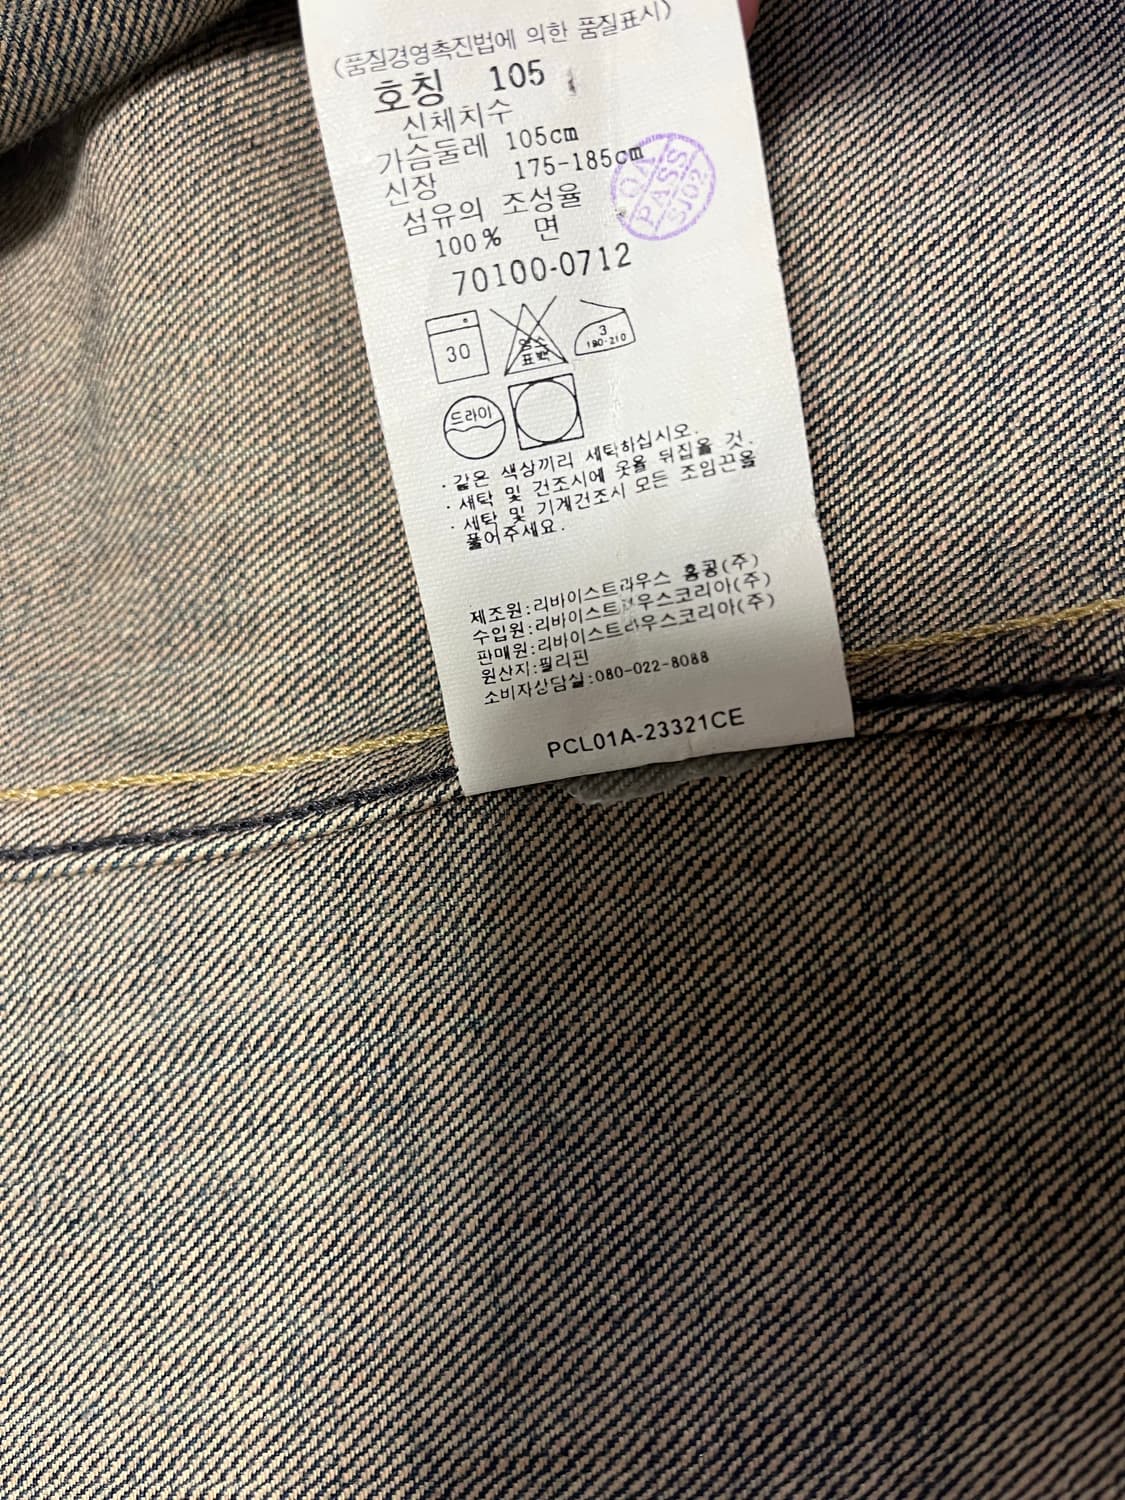 (품질경영촉진법에 의한 품질표시)
호칭 105
신체치수
가슴둘레 105cm
신장 175-185cm
섬유의 조성율
100% 면
70100-0712
30
염소
표백
3
180-210
드라이
· 같은 색상끼리 세탁하십시오.
· 세탁 및 건조시에 옷을 뒤집을 것.
· 세탁 및 기계건조시 모든 조임끈을
풀어주세요.
제조원:리바이스트라우스 홍콩(주)
수입원:리바이스트라우스코리아(주)
판매원:리바이스트라우스코리아(주)
원산지:필리핀
소비자상담실:080-022-8088
PCL01A-23321CE
QA
PASS